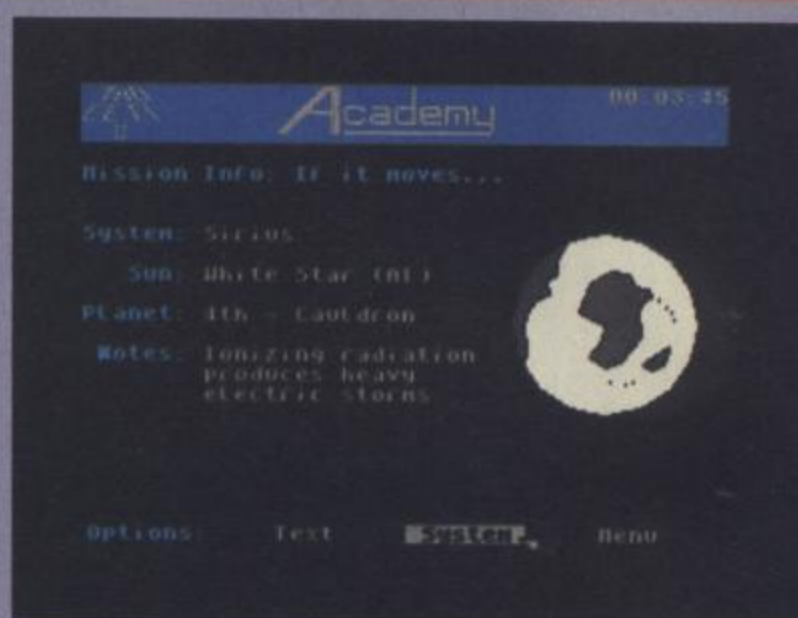 Academy 00:03:45
Mission Info: If it moves...
System: Sirius
Sun: White Star (A1)
Planet: 4th - Cauldron
Notes: Ionizing radiation
produces heavy
electric storms
Options: Text System Menu